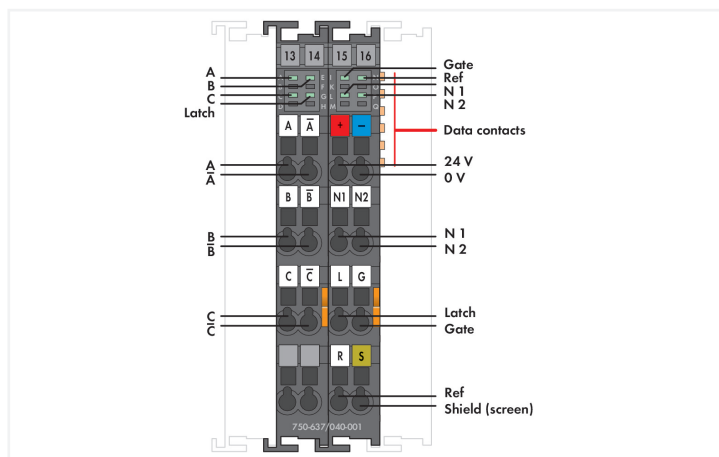 13 14 15 16
A
B
C
Latch
E I
F K
G L
H M Q
Gate
Ref
N 1
N 2
Data contacts
A A̅ + −
A
A̅
24 V
0 V
B B̅ N1 N2
B
B̅
N 1
N 2
C C̅ L G
C
C̅
Latch
Gate
R S
Ref
Shield (screen)
750-637/040-001